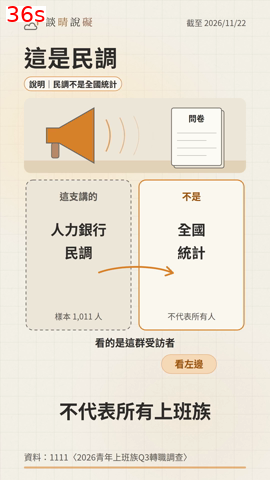 36s
談晴說礙
截至 2026/11/22
這是民調
說明｜民調不是全國統計
問卷
這支講的
人力銀行
民調
樣本 1,011 人
不是
全國
統計
不代表所有人
看的是這群受訪者
看左邊
不代表所有上班族
資料：1111〈2026青年上班族Q3轉職調查〉